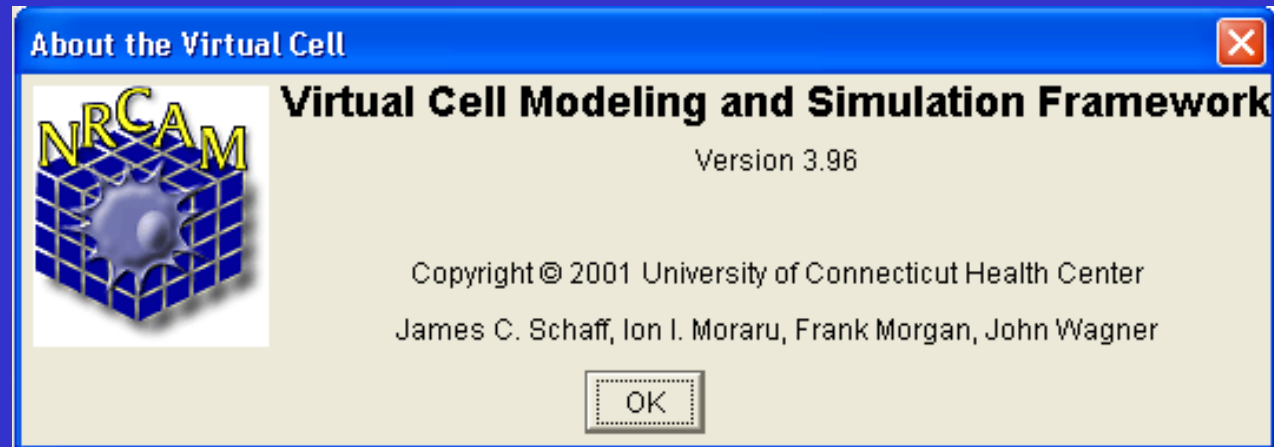 About the Virtual Cell
NRCAM
Virtual Cell Modeling and Simulation Framework
Version 3.96
Copyright © 2001 University of Connecticut Health Center
James C. Schaff, Ion I. Moraru, Frank Morgan, John Wagner
OK